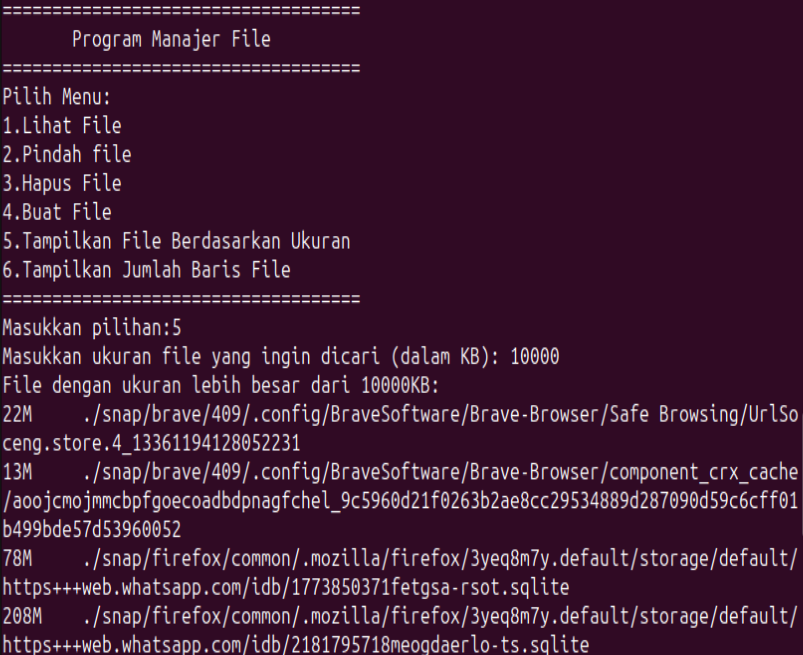 ====================================
Program Manajer File
====================================
Pilih Menu:
1.Lihat File
2.Pindah file
3.Hapus File
4.Buat File
5.Tampilkan File Berdasarkan Ukuran
6.Tampilkan Jumlah Baris File
====================================
Masukkan pilihan:5
Masukkan ukuran file yang ingin dicari (dalam KB): 10000
File dengan ukuran lebih besar dari 10000KB:
22M ./snap/brave/409/.config/BraveSoftware/Brave-Browser/Safe Browsing/UrlSo
ceng.store.4_13361194128052231
13M ./snap/brave/409/.config/BraveSoftware/Brave-Browser/component_crx_cache
/aoojcmojmmcbpfgoecoadbdpnagfchel_9c5960d21f0263b2ae8cc29534889d287090d59c6cff01
b499bde57d53960052
78M ./snap/firefox/common/.mozilla/firefox/3yeq8m7y.default/storage/default/
https+++web.whatsapp.com/idb/1773850371fetgsa-rsot.sqlite
208M ./snap/firefox/common/.mozilla/firefox/3yeq8m7y.default/storage/default/
https+++web.whatsapp.com/idb/2181795718meogdaerlo-ts.sqlite